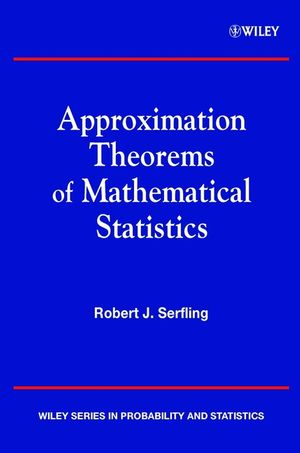 WILEY
Approximation
Theorems
of Mathematical
Statistics
Robert J. Serfling
WILEY SERIES IN PROBABILITY AND STATISTICS